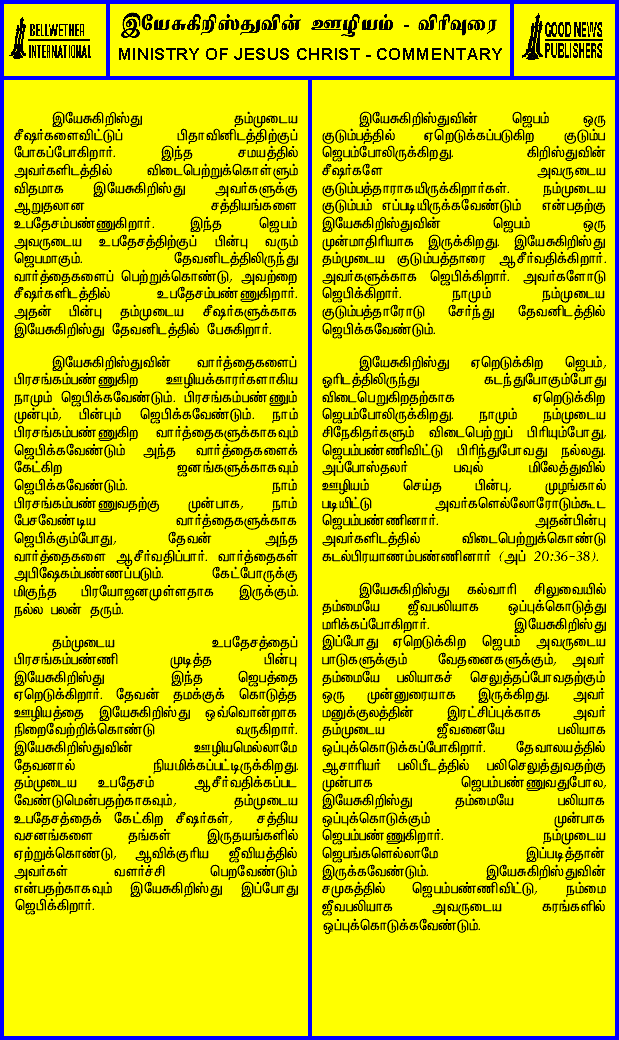 BELLWETHER
INTERNATIONAL
இயேசுகிறிஸ்துவின் ஊழியம் - விரிவுரை
MINISTRY OF JESUS CHRIST - COMMENTARY
GOOD NEWS
PUBLISHERS
இயேசுகிறிஸ்து தம்முடைய
சீஷர்களைவிட்டுப் பிதாவினிடத்திற்குப்
போகப்போகிறார். இந்த சமயத்தில்
அவர்களிடத்தில் விடைபெற்றுக்கொள்ளும்
விதமாக இயேசுகிறிஸ்து அவர்களுக்கு
ஆறுதலான சத்தியங்களை
உபதேசம்பண்ணுகிறார். இந்த ஜெபம்
அவருடைய உபதேசத்திற்குப் பின்பு வரும்
ஜெபமாகும். தேவனிடத்திலிருந்து
வார்த்தைகளைப் பெற்றுக்கொண்டு, அவற்றை
சீஷர்களிடத்தில் உபதேசம்பண்ணுகிறார்.
அதன் பின்பு தம்முடைய சீஷர்களுக்காக
இயேசுகிறிஸ்து தேவனிடத்தில் பேசுகிறார்.
இயேசுகிறிஸ்துவின் வார்த்தைகளைப்
பிரசங்கம்பண்ணுகிற ஊழியக்காரர்களாகிய
நாமும் ஜெபிக்கவேண்டும். பிரசங்கம்பண்ணும்
முன்பும், பின்பும் ஜெபிக்கவேண்டும். நாம்
பிரசங்கம்பண்ணுகிற வார்த்தைகளுக்காகவும்
ஜெபிக்கவேண்டும் அந்த வார்த்தைகளைக்
கேட்கிற ஜனங்களுக்காகவும்
ஜெபிக்கவேண்டும். நாம்
பிரசங்கம்பண்ணுவதற்கு முன்பாக, நாம்
பேசவேண்டிய வார்த்தைகளுக்காக
ஜெபிக்கும்போது, தேவன் அந்த
வார்த்தைகளை ஆசீர்வதிப்பார். வார்த்தைகள்
அபிஷேகம்பண்ணப்படும். கேட்போருக்கு
மிகுந்த பிரயோஜனமுள்ளதாக இருக்கும்.
நல்ல பலன் தரும்.
தம்முடைய உபதேசத்தைப்
பிரசங்கம்பண்ணி முடித்த பின்பு
இயேசுகிறிஸ்து இந்த ஜெபத்தை
ஏறெடுக்கிறார். தேவன் தமக்குக் கொடுத்த
ஊழியத்தை இயேசுகிறிஸ்து ஒவ்வொன்றாக
நிறைவேற்றிக்கொண்டு வருகிறார்.
இயேசுகிறிஸ்துவின் ஊழியமெல்லாமே
தேவனால் நியமிக்கப்பட்டிருக்கிறது.
தம்முடைய உபதேசம் ஆசீர்வதிக்கப்பட
வேண்டுமென்பதற்காகவும், தம்முடைய
உபதேசத்தைக் கேட்கிற சீஷர்கள், சத்திய
வசனங்களை தங்கள் இருதயங்களில்
ஏற்றுக்கொண்டு, ஆவிக்குரிய ஜீவியத்தில்
அவர்கள் வளர்ச்சி பெறவேண்டும்
என்பதற்காகவும் இயேசுகிறிஸ்து இப்போது
ஜெபிக்கிறார்.
இயேசுகிறிஸ்துவின் ஜெபம் ஒரு
குடும்பத்தில் ஏறெடுக்கப்படுகிற குடும்ப
ஜெபம்போலிருக்கிறது. கிறிஸ்துவின்
சீஷர்களே அவருடைய
குடும்பத்தாராகயிருக்கிறார்கள். நம்முடைய
குடும்பம் எப்படியிருக்கவேண்டும் என்பதற்கு
இயேசுகிறிஸ்துவின் ஜெபம் ஒரு
முன்மாதிரியாக இருக்கிறது. இயேசுகிறிஸ்து
தம்முடைய குடும்பத்தாரை ஆசீர்வதிக்கிறார்.
அவர்களுக்காக ஜெபிக்கிறார். அவர்களோடு
ஜெபிக்கிறார். நாமும் நம்முடைய
குடும்பத்தாரோடு சேர்ந்து தேவனிடத்தில்
ஜெபிக்கவேண்டும்.
இயேசுகிறிஸ்து ஏறெடுக்கிற ஜெபம்,
ஓரிடத்திலிருந்து கடந்துபோகும்போது
விடைபெறுகிறதற்காக ஏறெடுக்கிற
ஜெபம்போலிருக்கிறது. நாமும் நம்முடைய
சிநேகிதர்களும் விடைபெற்றுப் பிரியும்போது,
ஜெபம்பண்ணிவிட்டு பிரிந்துபோவது நல்லது.
அப்போஸ்தலர் பவுல் மிலேத்துவில்
ஊழியம் செய்த பின்பு, முழங்கால்
படியிட்டு அவர்களெல்லோரோடும்கூட
ஜெபம்பண்ணினார். அதன்பின்பு
அவர்களிடத்தில் விடைபெற்றுக்கொண்டு
கடல்பிரயாணம்பண்ணினார் (அப் 20:36-38).
இயேசுகிறிஸ்து கல்வாரி சிலுவையில்
தம்மையே ஜீவபலியாக ஒப்புக்கொடுத்து
மரிக்கப்போகிறார். இயேசுகிறிஸ்து
இப்போது ஏறெடுக்கிற ஜெபம் அவருடைய
பாடுகளுக்கும் வேதனைகளுக்கும், அவர்
தம்மையே பலியாகச் செலுத்தப்போவதற்கும்
ஒரு முன்னுரையாக இருக்கிறது. அவர்
மனுக்குலத்தின் இரட்சிப்புக்காக அவர்
தம்முடைய ஜீவனையே பலியாக
ஒப்புக்கொடுக்கப்போகிறார். தேவாலயத்தில்
ஆசாரியர் பலிபீடத்தில் பலிசெலுத்துவதற்கு
முன்பாக ஜெபம்பண்ணுவதுபோல,
இயேசுகிறிஸ்து தம்மையே பலியாக
ஒப்புக்கொடுக்கும் முன்பாக
ஜெபம்பண்ணுகிறார். நம்முடைய
ஜெபங்களெல்லாமே இப்படித்தான்
இருக்கவேண்டும். இயேசுகிறிஸ்துவின்
சமுகத்தில் ஜெபம்பண்ணிவிட்டு, நம்மை
ஜீவபலியாக அவருடைய கரங்களில்
ஒப்புக்கொடுக்கவேண்டும்.